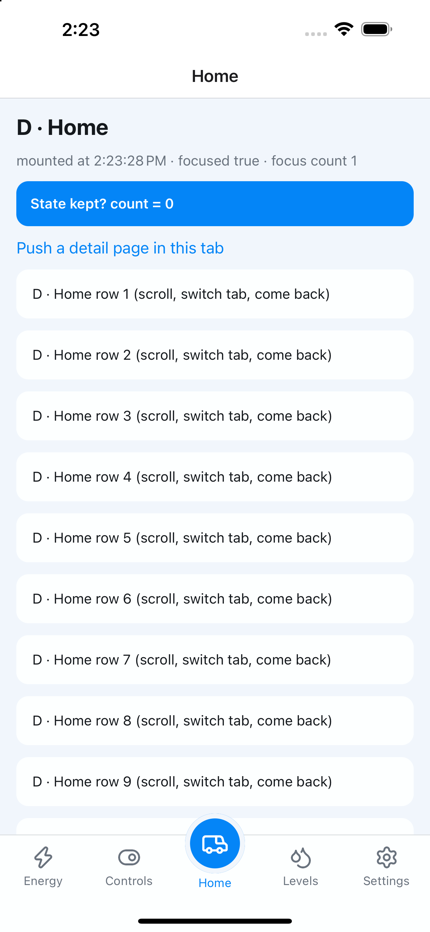 2:23
Home
D · Home
mounted at 2:23:28 PM · focused true · focus count 1
State kept? count = 0
Push a detail page in this tab
D · Home row 1 (scroll, switch tab, come back)
D · Home row 2 (scroll, switch tab, come back)
D · Home row 3 (scroll, switch tab, come back)
D · Home row 4 (scroll, switch tab, come back)
D · Home row 5 (scroll, switch tab, come back)
D · Home row 6 (scroll, switch tab, come back)
D · Home row 7 (scroll, switch tab, come back)
D · Home row 8 (scroll, switch tab, come back)
D · Home row 9 (scroll, switch tab, come back)
Energy Controls Home Levels Settings